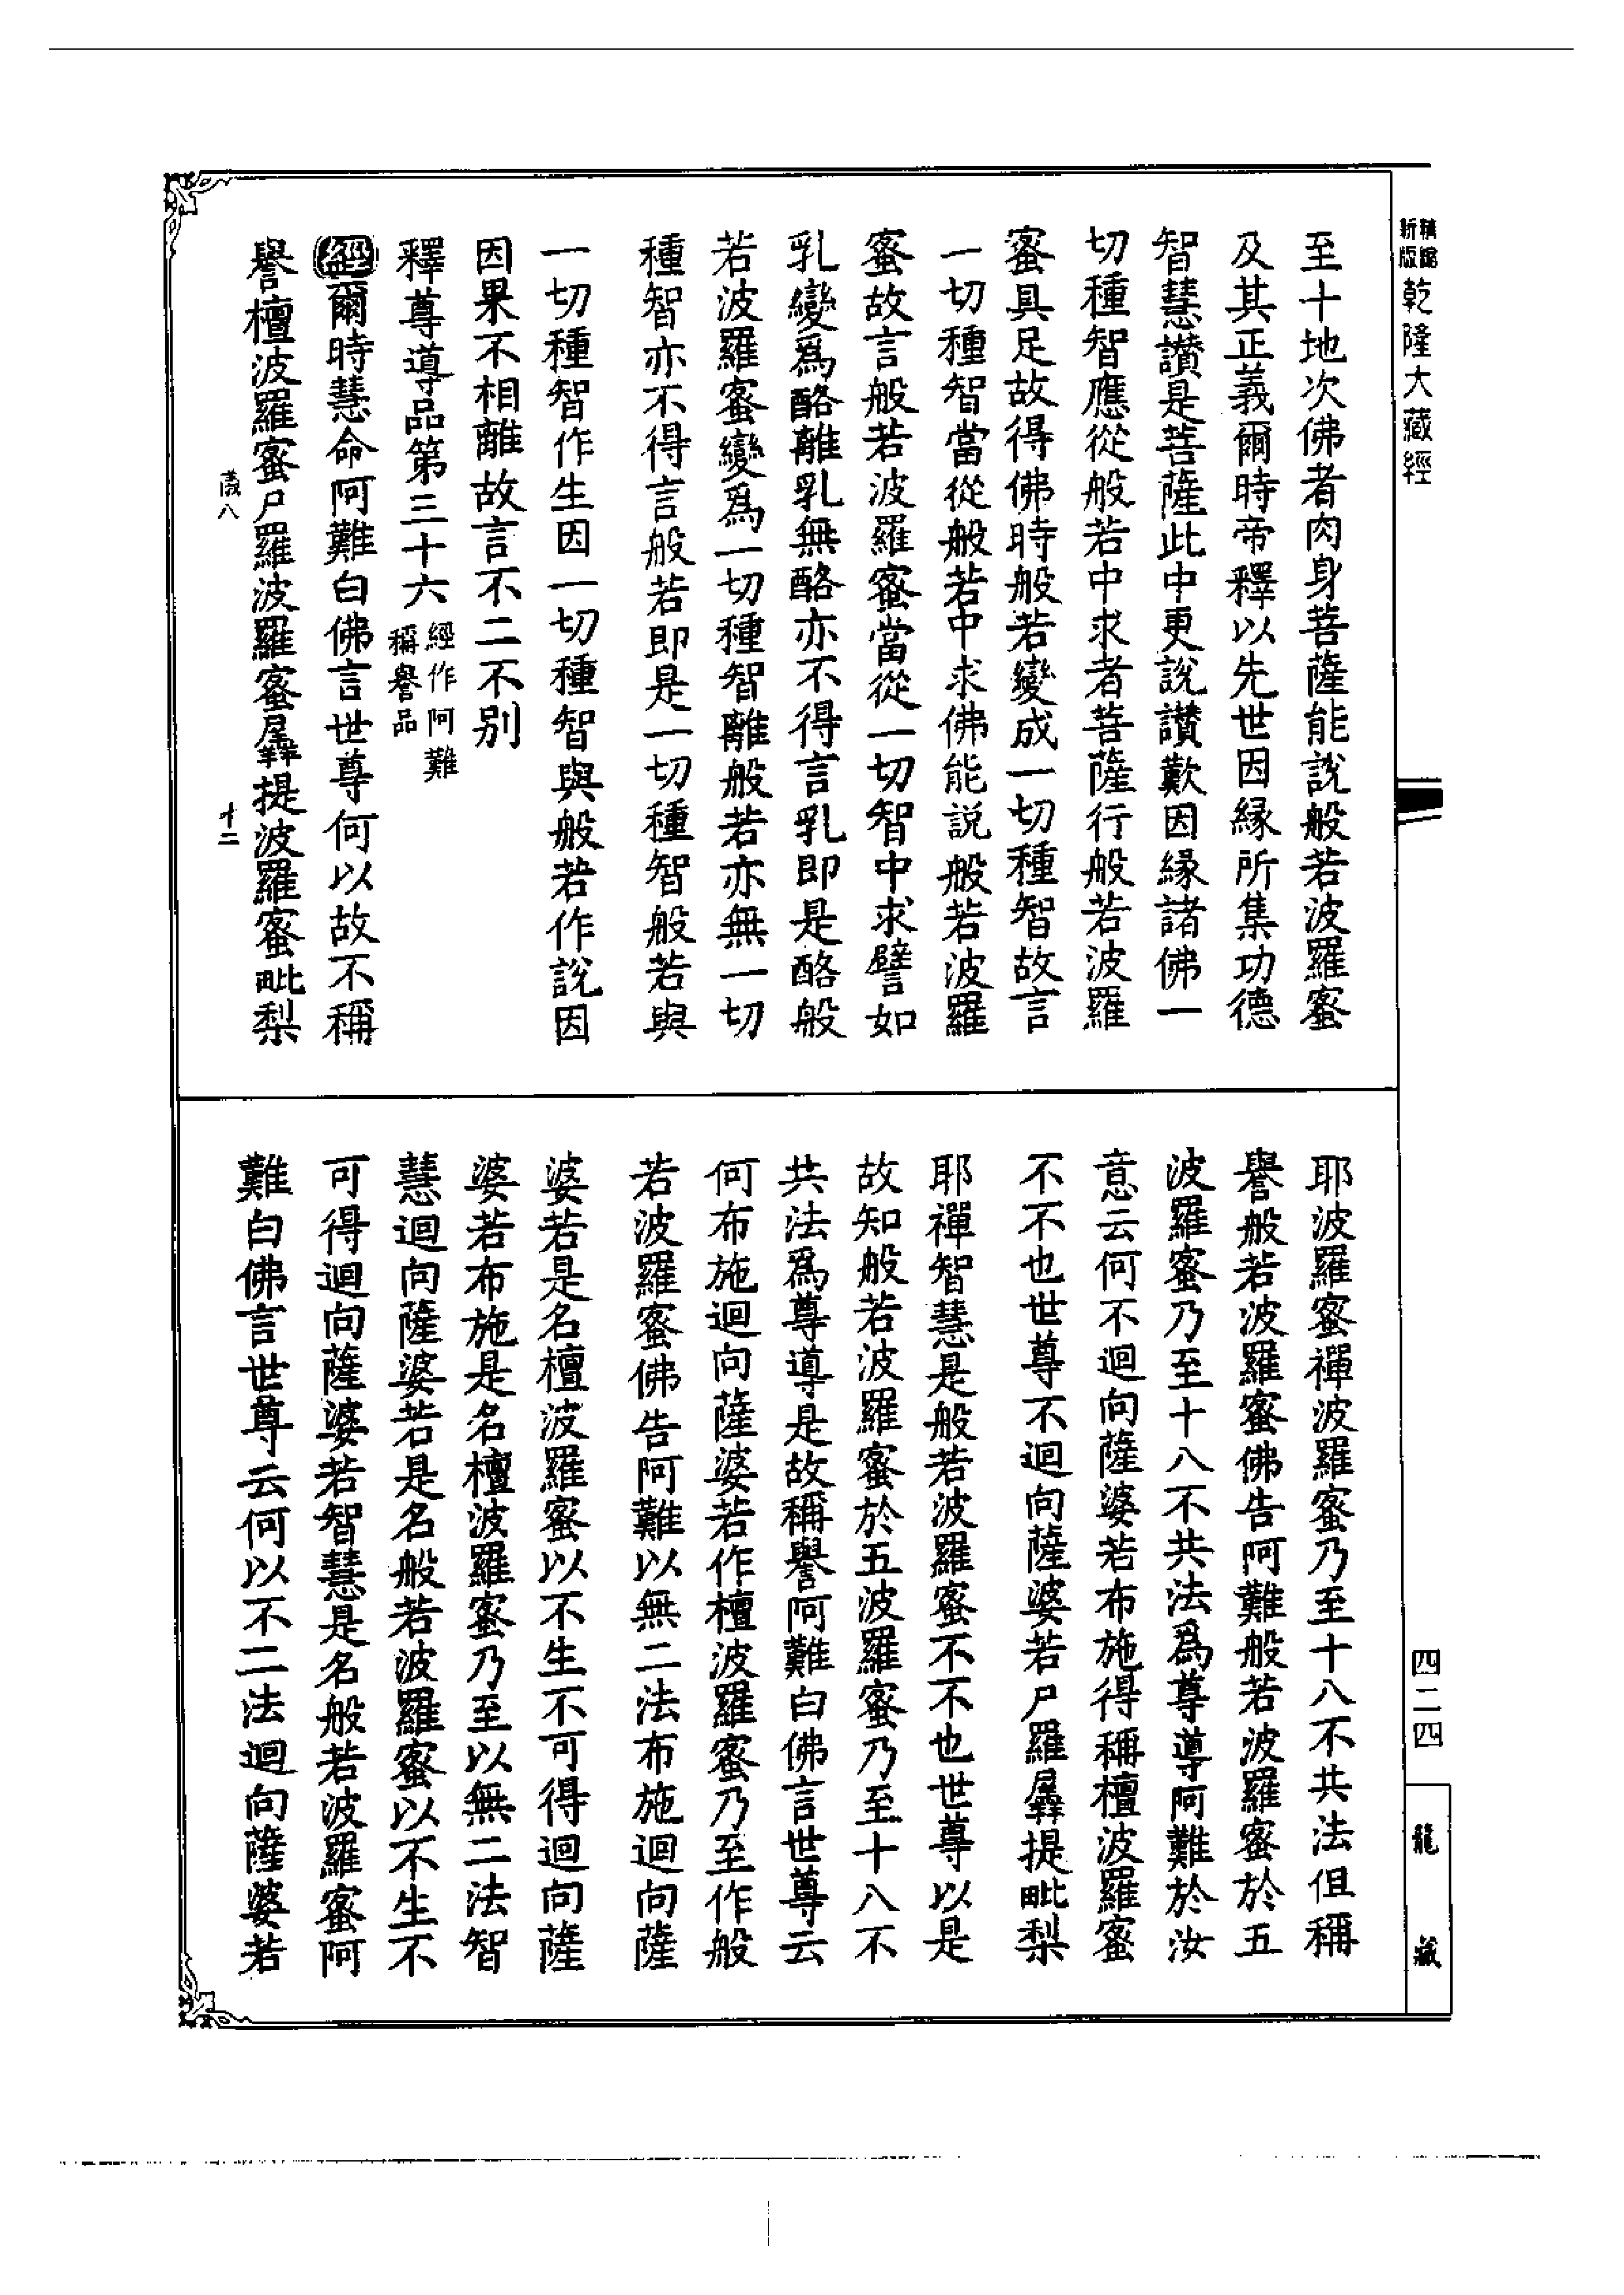 新版
精縮
乾隆大藏經
至十地次佛者肉身菩薩能說般若波羅蜜
及其正義爾時帝釋以先世因緣所集功德
智慧讚是菩薩此中更說讚歎因緣諸佛一
切種智應從般若中求者菩薩行般若波羅
蜜具足故得佛時般若變成一切種智故言
一切種智當從般若中求佛能說般若波羅
蜜故言般若波羅蜜當從一切智中求譬如
乳變爲酪離乳無酪亦不得言乳即是酪般
若波羅蜜變爲一切種智離般若亦無一切
種智亦不得言般若即是一切種智般若與
一切種智作生因一切種智與般若作說因
因果不相離故言不二不別
釋尊導品第三十六
經作阿難
稱譽品
經爾時慧命阿難白佛言世尊何以故不稱
譽檀波羅蜜尸羅波羅蜜羼提波羅蜜毗梨
儀八
十二
耶波羅蜜禪波羅蜜乃至十八不共法但稱
譽般若波羅蜜佛告阿難般若波羅蜜於五
波羅蜜乃至十八不共法爲尊導阿難於汝
意云何不迴向薩婆若布施得稱檀波羅蜜
不不也世尊不迴向薩婆若尸羅羼提毗梨
耶禪智慧是般若波羅蜜不不也世尊以是
故知般若波羅蜜於五波羅蜜乃至十八不
共法爲尊導是故稱譽阿難白佛言世尊云
何布施迴向薩婆若作檀波羅蜜乃至作般
若波羅蜜佛告阿難以無二法布施迴向薩
婆若是名檀波羅蜜以不生不可得迴向薩
婆若布施是名檀波羅蜜乃至以無二法智
慧迴向薩婆若是名般若波羅蜜以不生不
可得迴向薩婆若智慧是名般若波羅蜜阿
難白佛言世尊云何以不二法迴向薩婆若
四二四
龍藏